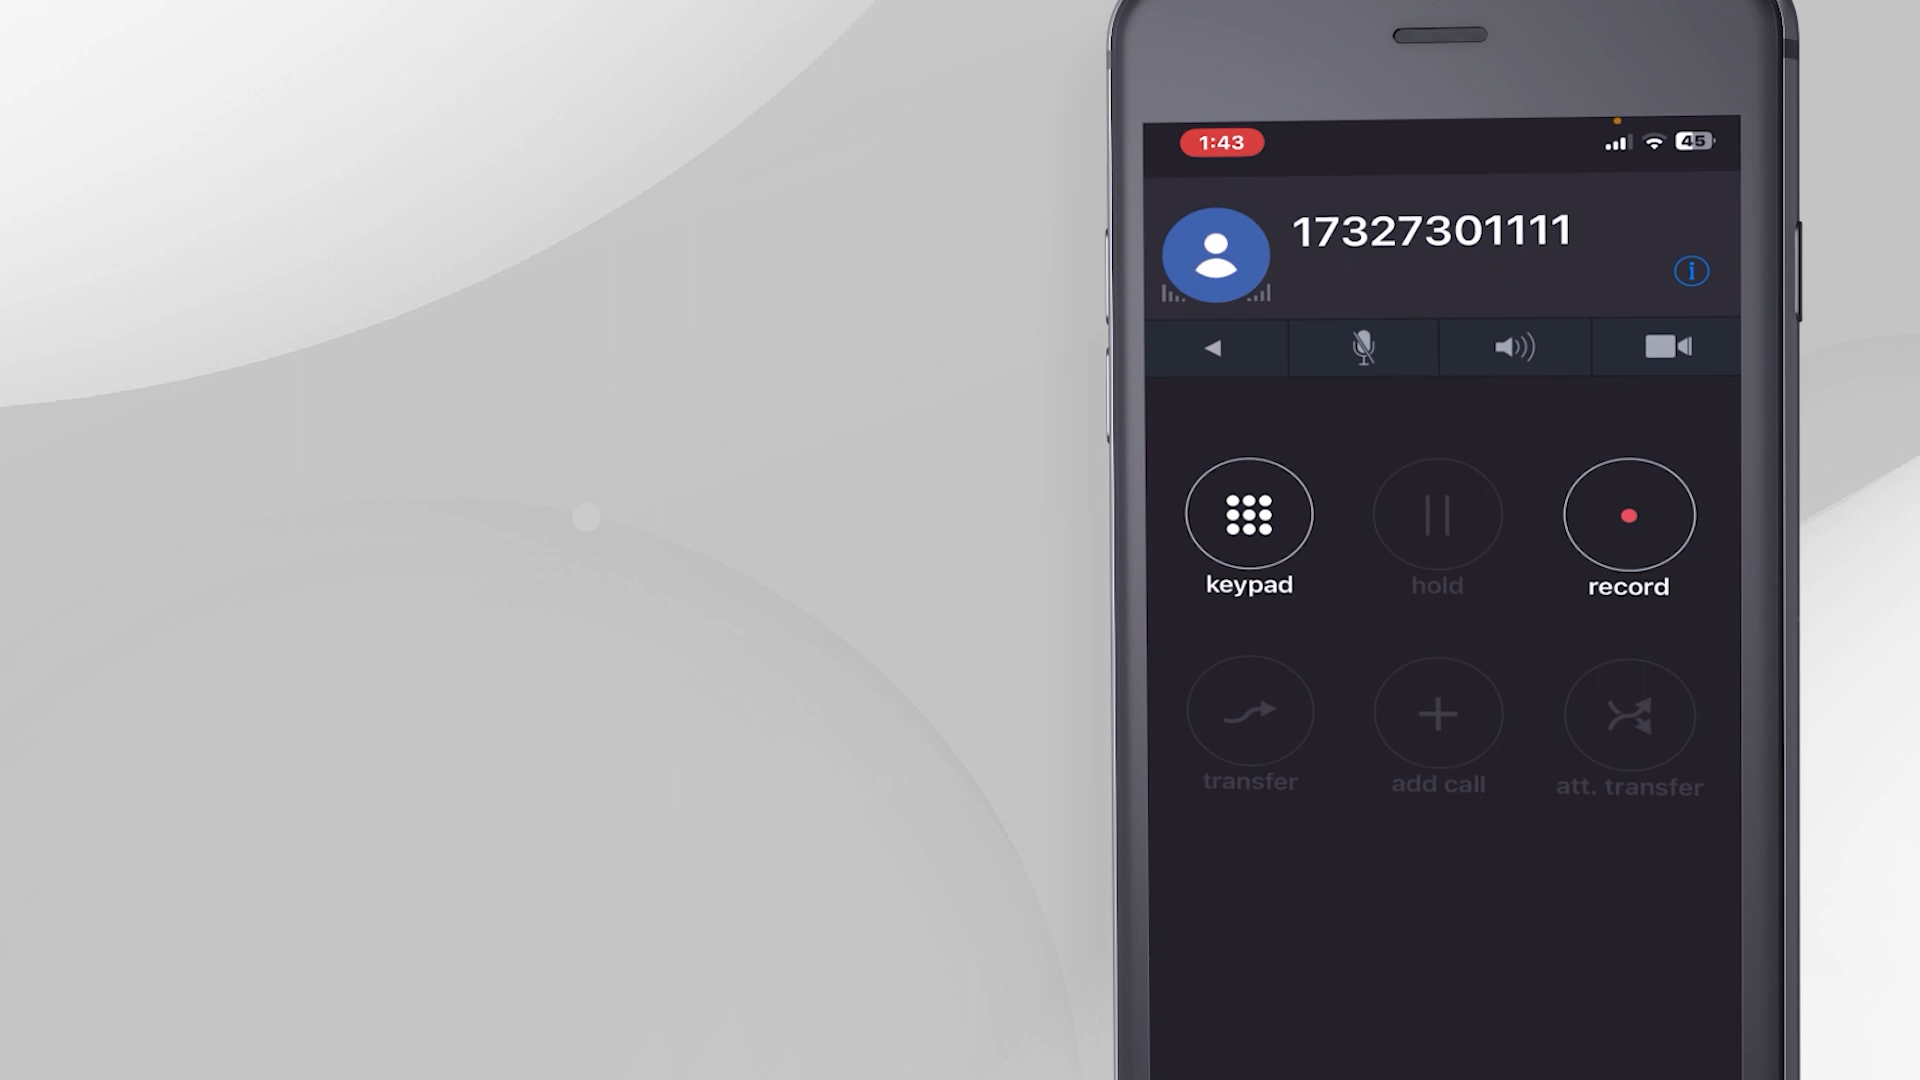 1:43
45
17327301111
keypad
hold
record
transfer
add call
att. transfer